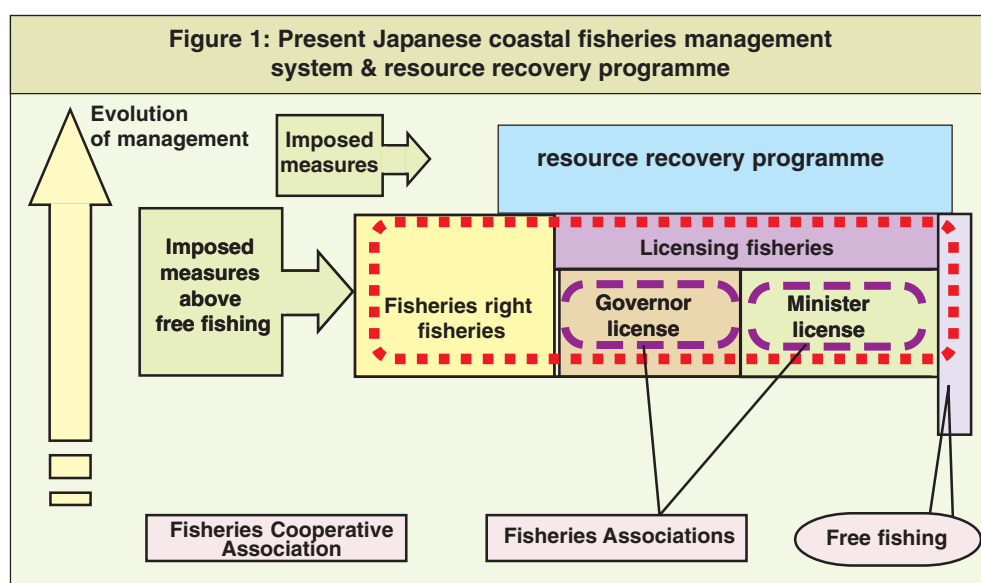 Figure 1: Present Japanese coastal fisheries management
system & resource recovery programme
Evolution
of management
Imposed
measures
resource recovery programme
Imposed
measures
above
free fishing
Licensing fisheries
Fisheries right
fisheries
Governor
license
Minister
license
Fisheries Cooperative
Association
Fisheries Associations
Free fishing